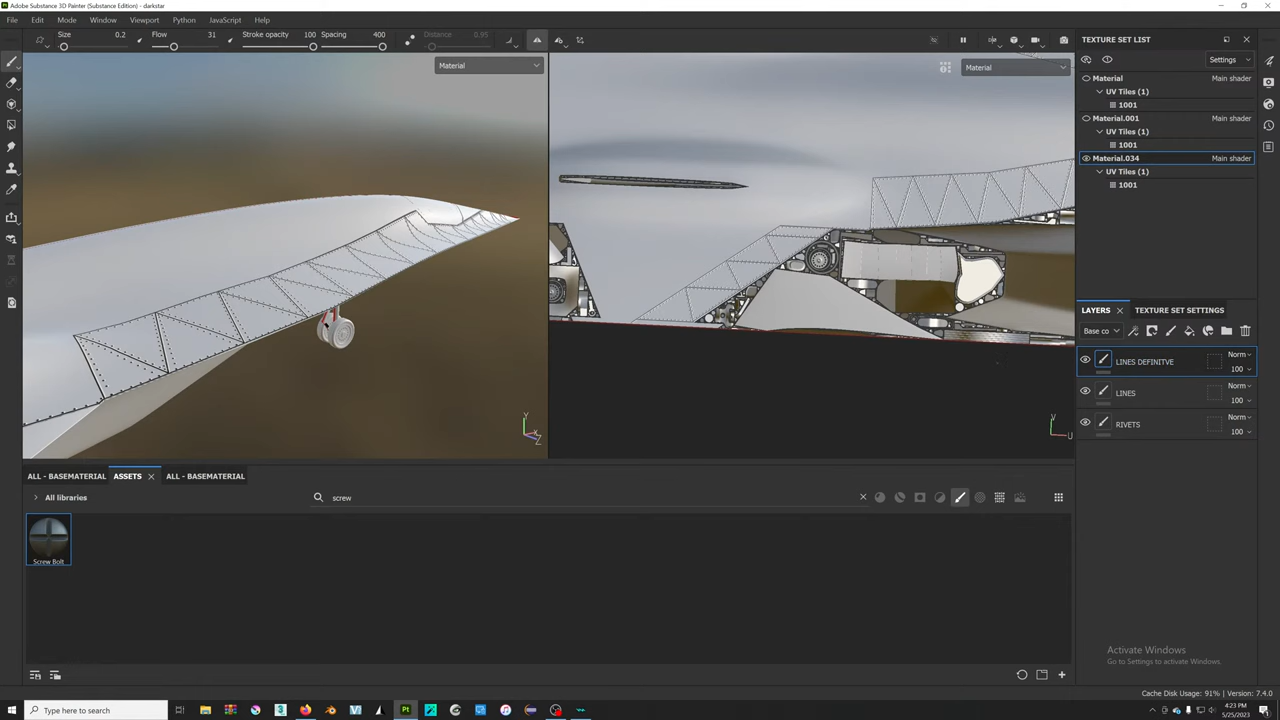 Adobe Substance 3D Painter (Substance Edition) - darkstar
File Edit Mode Window Viewport Python JavaScript Help
Size 0.2 Flow 31 Stroke opacity 100 Spacing 400 Distance 0.95
Material
Material
TEXTURE SET LIST
Settings
Material Main shader
UV Tiles (1)
1001
Material.001 Main shader
UV Tiles (1)
1001
Material.034 Main shader
UV Tiles (1)
1001
LAYERS TEXTURE SET SETTINGS
Base co
LINES DEFINITVE Norm
100
LINES Norm
100
RIVETS Norm
100
Y
Z
V
U
ALL - BASEMATERIAL ASSETS ALL - BASEMATERIAL
All libraries screw
Screw Bolt
Activate Windows
Go to Settings to activate Windows.
Cache Disk Usage: 91% | Version: 7.4.0
Type here to search
4:23 PM
5/25/2023